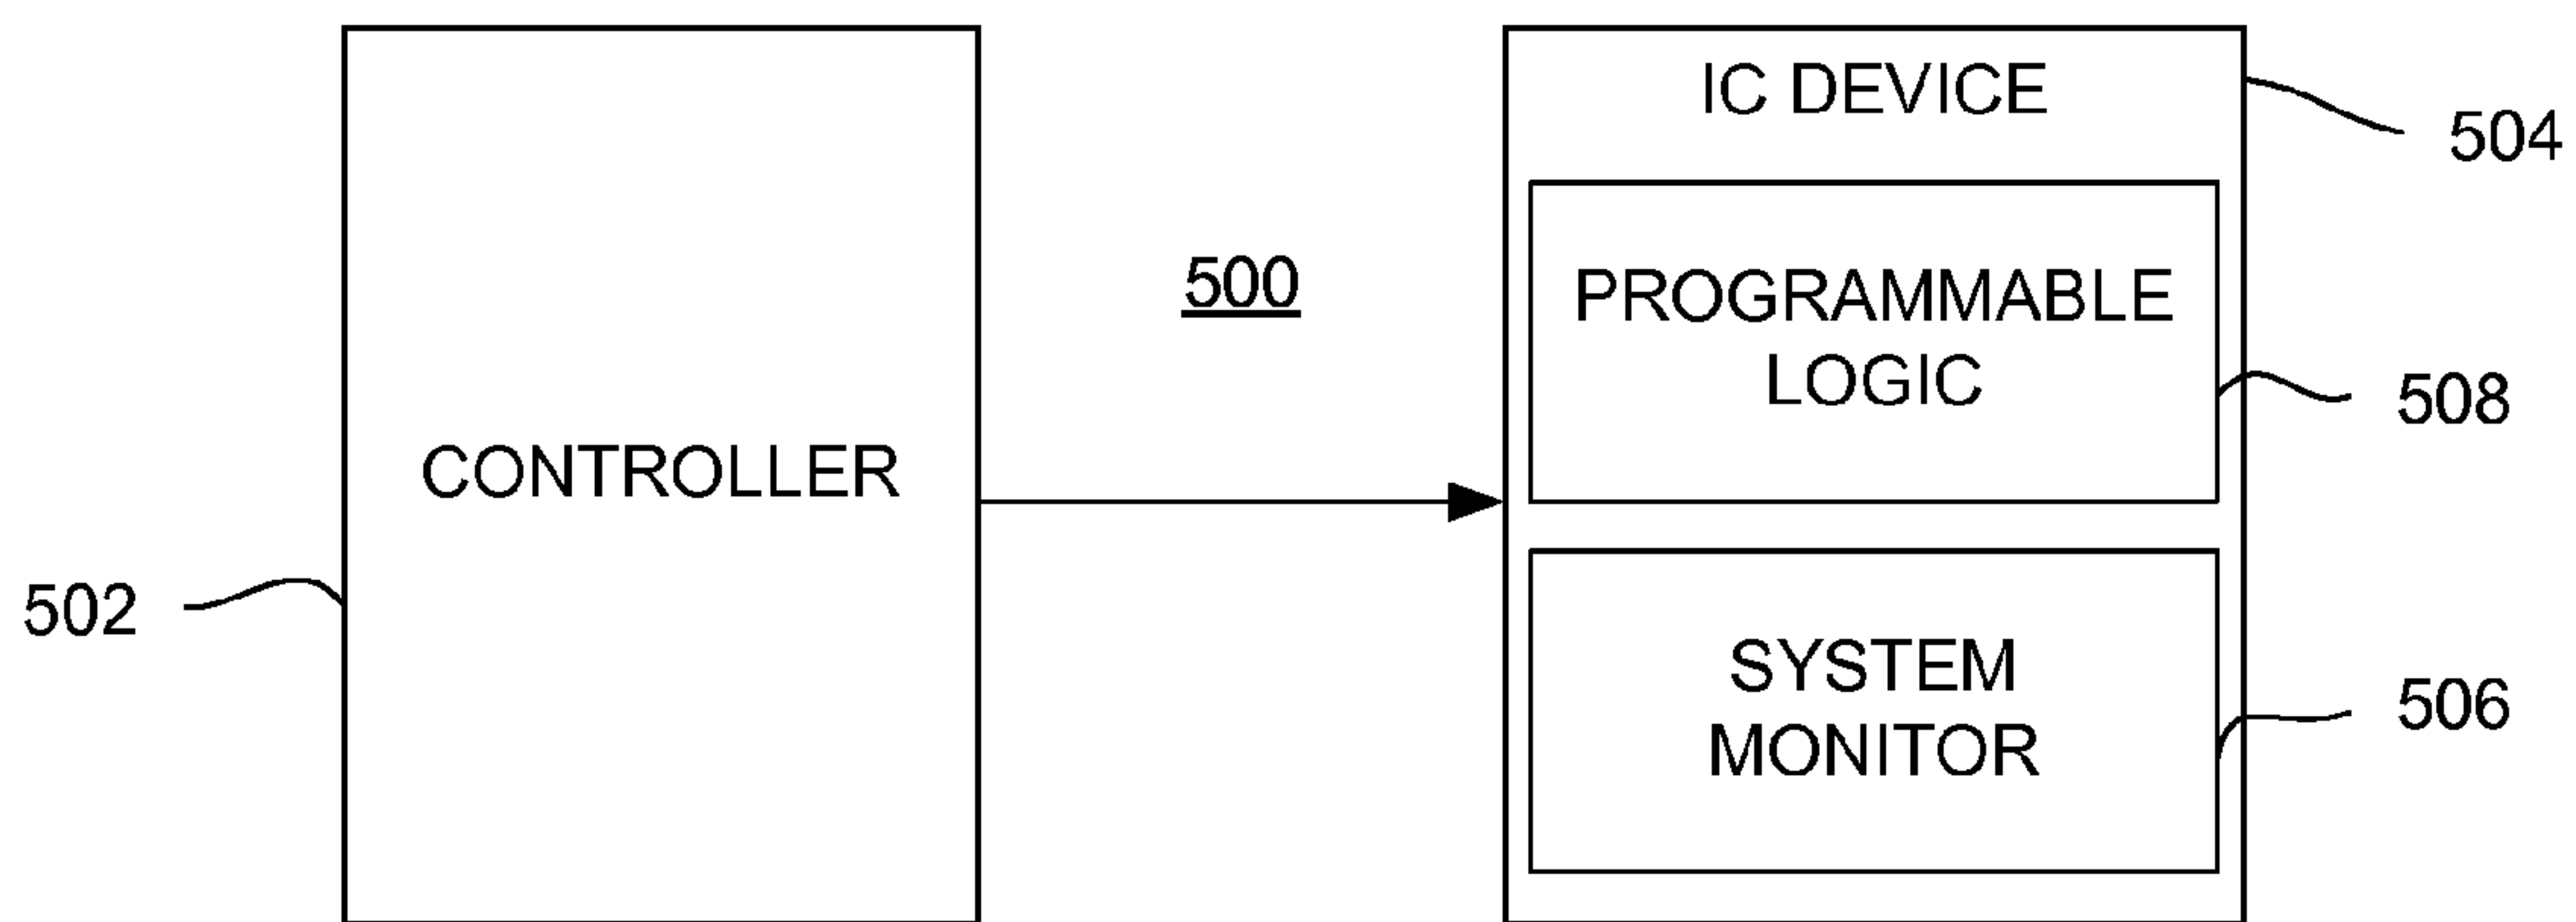 IC DEVICE
504
500
PROGRAMMABLE
LOGIC
508
CONTROLLER
502
SYSTEM
MONITOR
506